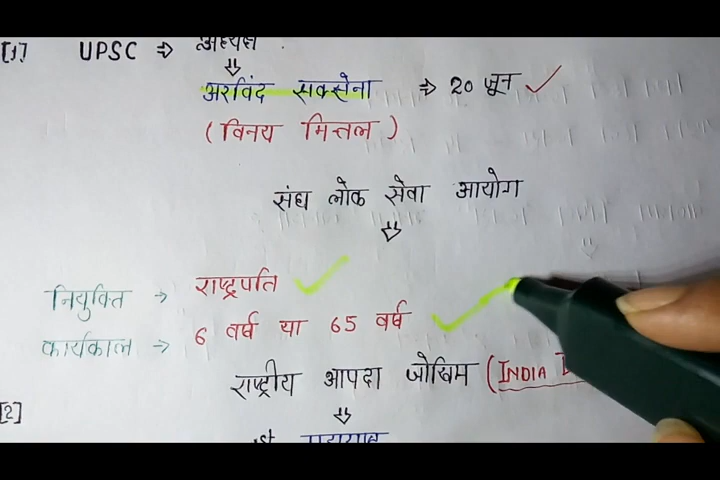 [1] UPSC ⇒ अध्यक्ष
अरविंद सक्सेना ⇒ 20 जून ✓
(विनय मित्तल)
संघ लोक सेवा आयोग
नियुक्ति → राष्ट्रपति ✓
कार्यकाल → 6 वर्ष या 65 वर्ष ✓
[2] राष्ट्रीय आपदा जोखिम (INDIA